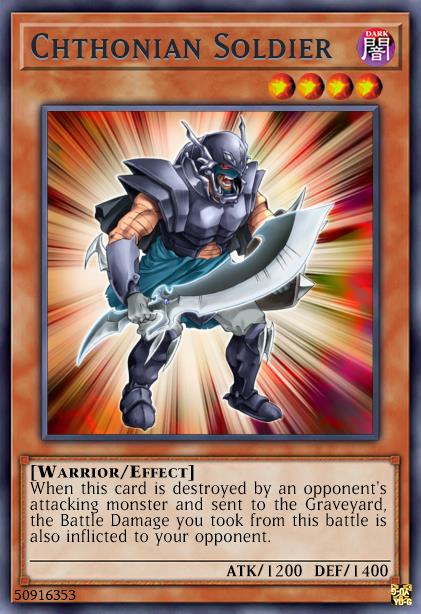 CHTHONIAN SOLDIER
DARK
闇
[WARRIOR/EFFECT]
When this card is destroyed by an opponent's
attacking monster and sent to the Graveyard,
the Battle Damage you took from this battle is
also inflicted to your opponent.
ATK/1200 DEF/1400
50916353